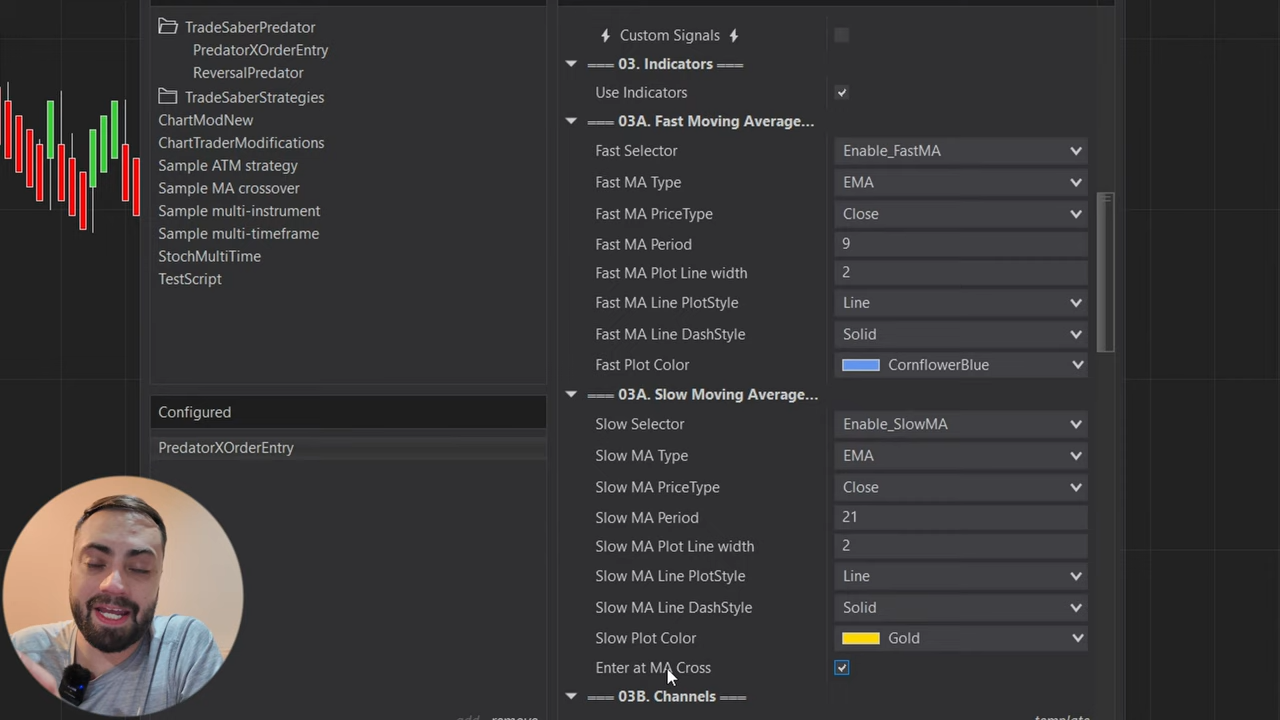 TradeSaberPredator
PredatorXOrderEntry
ReversalPredator
TradeSaberStrategies
ChartModNew
ChartTraderModifications
Sample ATM strategy
Sample MA crossover
Sample multi-instrument
Sample multi-timeframe
StochMultiTime
TestScript
Configured
PredatorXOrderEntry
Custom Signals
=== 03. Indicators ===
Use Indicators
=== 03A. Fast Moving Average...
Fast Selector Enable_FastMA
Fast MA Type EMA
Fast MA PriceType Close
Fast MA Period 9
Fast MA Plot Line width 2
Fast MA Line PlotStyle Line
Fast MA Line DashStyle Solid
Fast Plot Color CornflowerBlue
=== 03A. Slow Moving Average...
Slow Selector Enable_SlowMA
Slow MA Type EMA
Slow MA PriceType Close
Slow MA Period 21
Slow MA Plot Line width 2
Slow MA Line PlotStyle Line
Slow MA Line DashStyle Solid
Slow Plot Color Gold
Enter at MA Cross
=== 03B. Channels ===